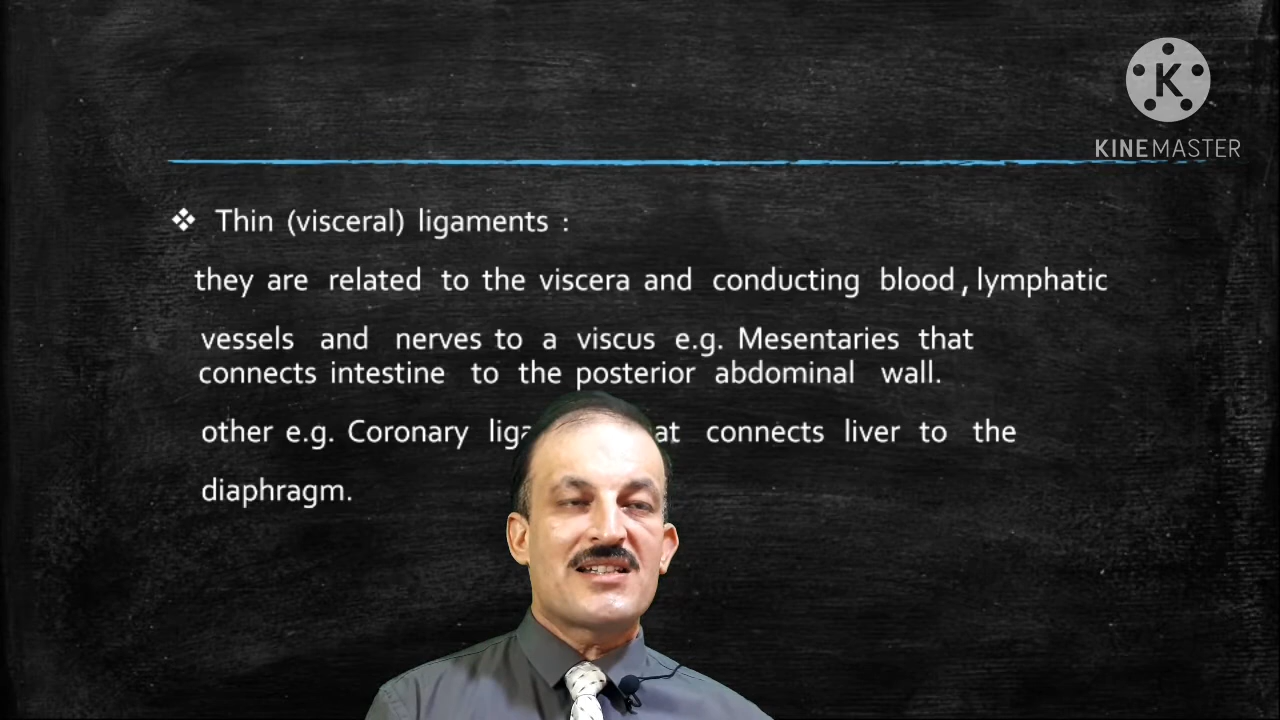 K
KINEMASTER
❖ Thin (visceral) ligaments :
they are related to the viscera and conducting blood , lymphatic
vessels and nerves to a viscus e.g. Mesentaries that
connects intestine to the posterior abdominal wall.
other e.g. Coronary connects liver to the
diaphragm.